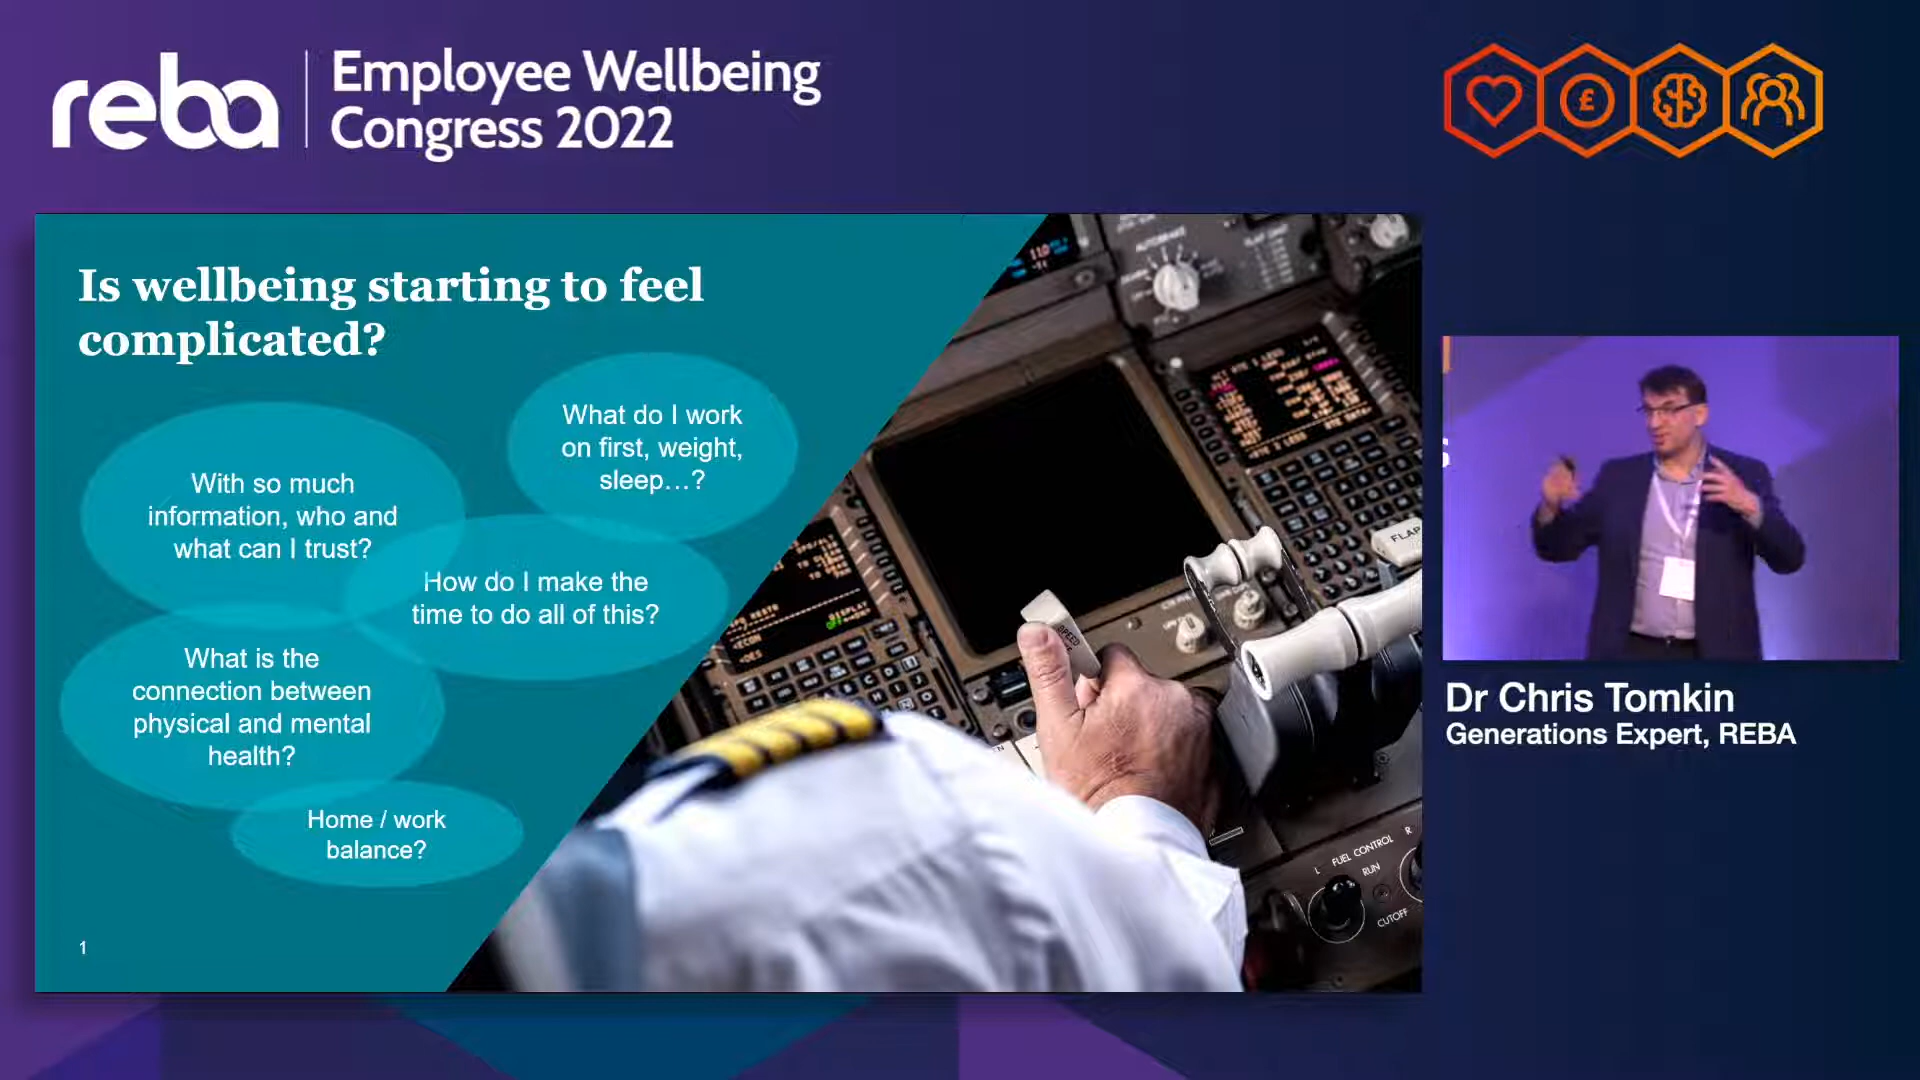 reba
Employee Wellbeing
Congress 2022
£
Is wellbeing starting to feel
complicated?
What do I work
on first, weight,
sleep...?
With so much
information, who and
what can I trust?
How do I make the
time to do all of this?
What is the
connection between
physical and mental
health?
Home / work
balance?
1
AUTOBRAKE
FLAP
SPEED
DISPLAY
FUEL CONTROL
L
R
RUN
CUTOFF
S
Dr Chris Tomkin
Generations Expert, REBA